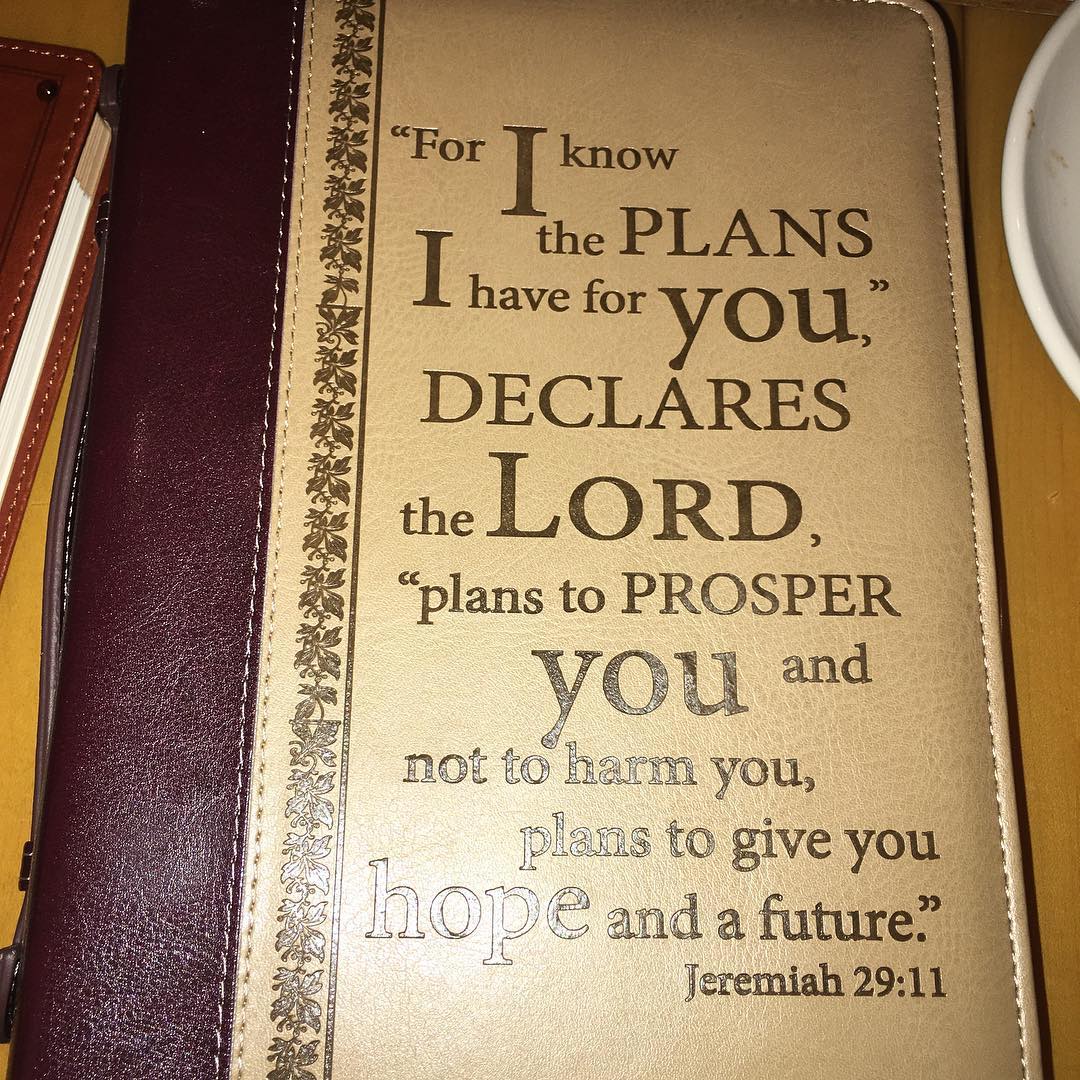 “For I know
the PLANS
I have for you,”
DECLARES
the LORD,
“plans to PROSPER
you and
not to harm you,
plans to give you
hope and a future.”
Jeremiah 29:11